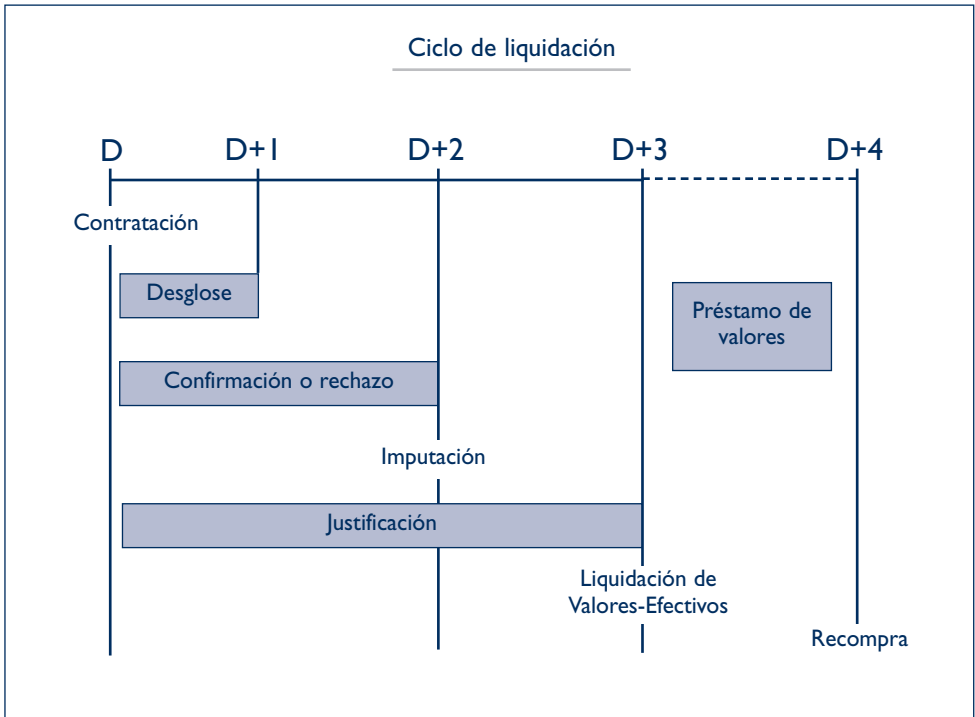 Ciclo de liquidación
D D+1 D+2 D+3 D+4
Contratación
Desglose
Préstamo de
valores
Confirmación o rechazo
Imputación
Justificación
Liquidación de
Valores-Efectivos
Recompra